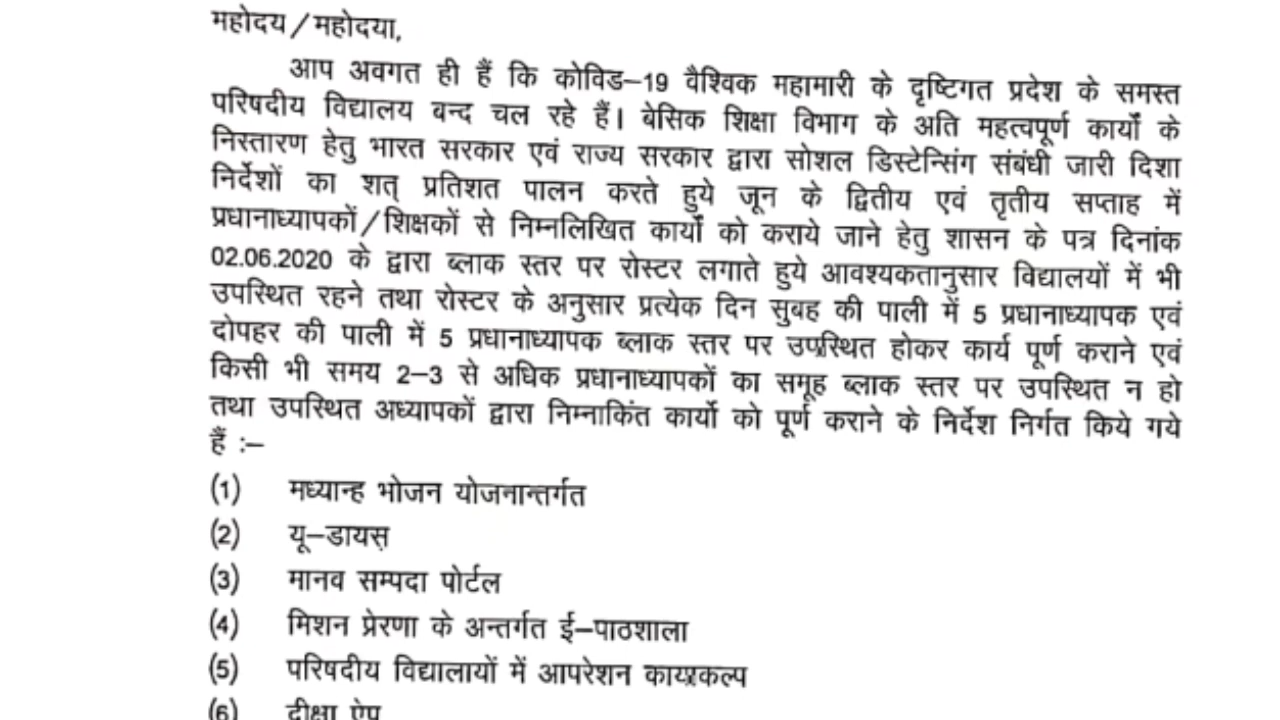 महोदय/महोदया,
आप अवगत ही हैं कि कोविड–19 वैश्विक महामारी के दृष्टिगत प्रदेश के समस्त
परिषदीय विद्यालय बन्द चल रहे हैं। बेसिक शिक्षा विभाग के अति महत्वपूर्ण कार्यों के
निस्तारण हेतु भारत सरकार एवं राज्य सरकार द्वारा सोशल डिस्टेन्सिंग संबंधी जारी दिशा
निर्देशों का शत् प्रतिशत पालन करते हुये जून के द्वितीय एवं तृतीय सप्ताह में
प्रधानाध्यापकों/शिक्षकों से निम्नलिखित कार्यों को कराये जाने हेतु शासन के पत्र दिनांक
02.06.2020 के द्वारा ब्लाक स्तर पर रोस्टर लगाते हुये आवश्यकतानुसार विद्यालयों में भी
उपस्थित रहने तथा रोस्टर के अनुसार प्रत्येक दिन सुबह की पाली में 5 प्रधानाध्यापक एवं
दोपहर की पाली में 5 प्रधानाध्यापक ब्लाक स्तर पर उपस्थित होकर कार्य पूर्ण कराने एवं
किसी भी समय 2–3 से अधिक प्रधानाध्यापकों का समूह ब्लाक स्तर पर उपस्थित न हो
तथा उपस्थित अध्यापकों द्वारा निम्नाकिंत कार्यो को पूर्ण कराने के निर्देश निर्गत किये गये
हैं :–
(1) मध्यान्ह भोजन योजनान्तर्गत
(2) यू–डायस
(3) मानव सम्पदा पोर्टल
(4) मिशन प्रेरणा के अन्तर्गत ई–पाठशाला
(5) परिषदीय विद्यालायों में आपरेशन कायाकल्प
(6) दीक्षा ऐप